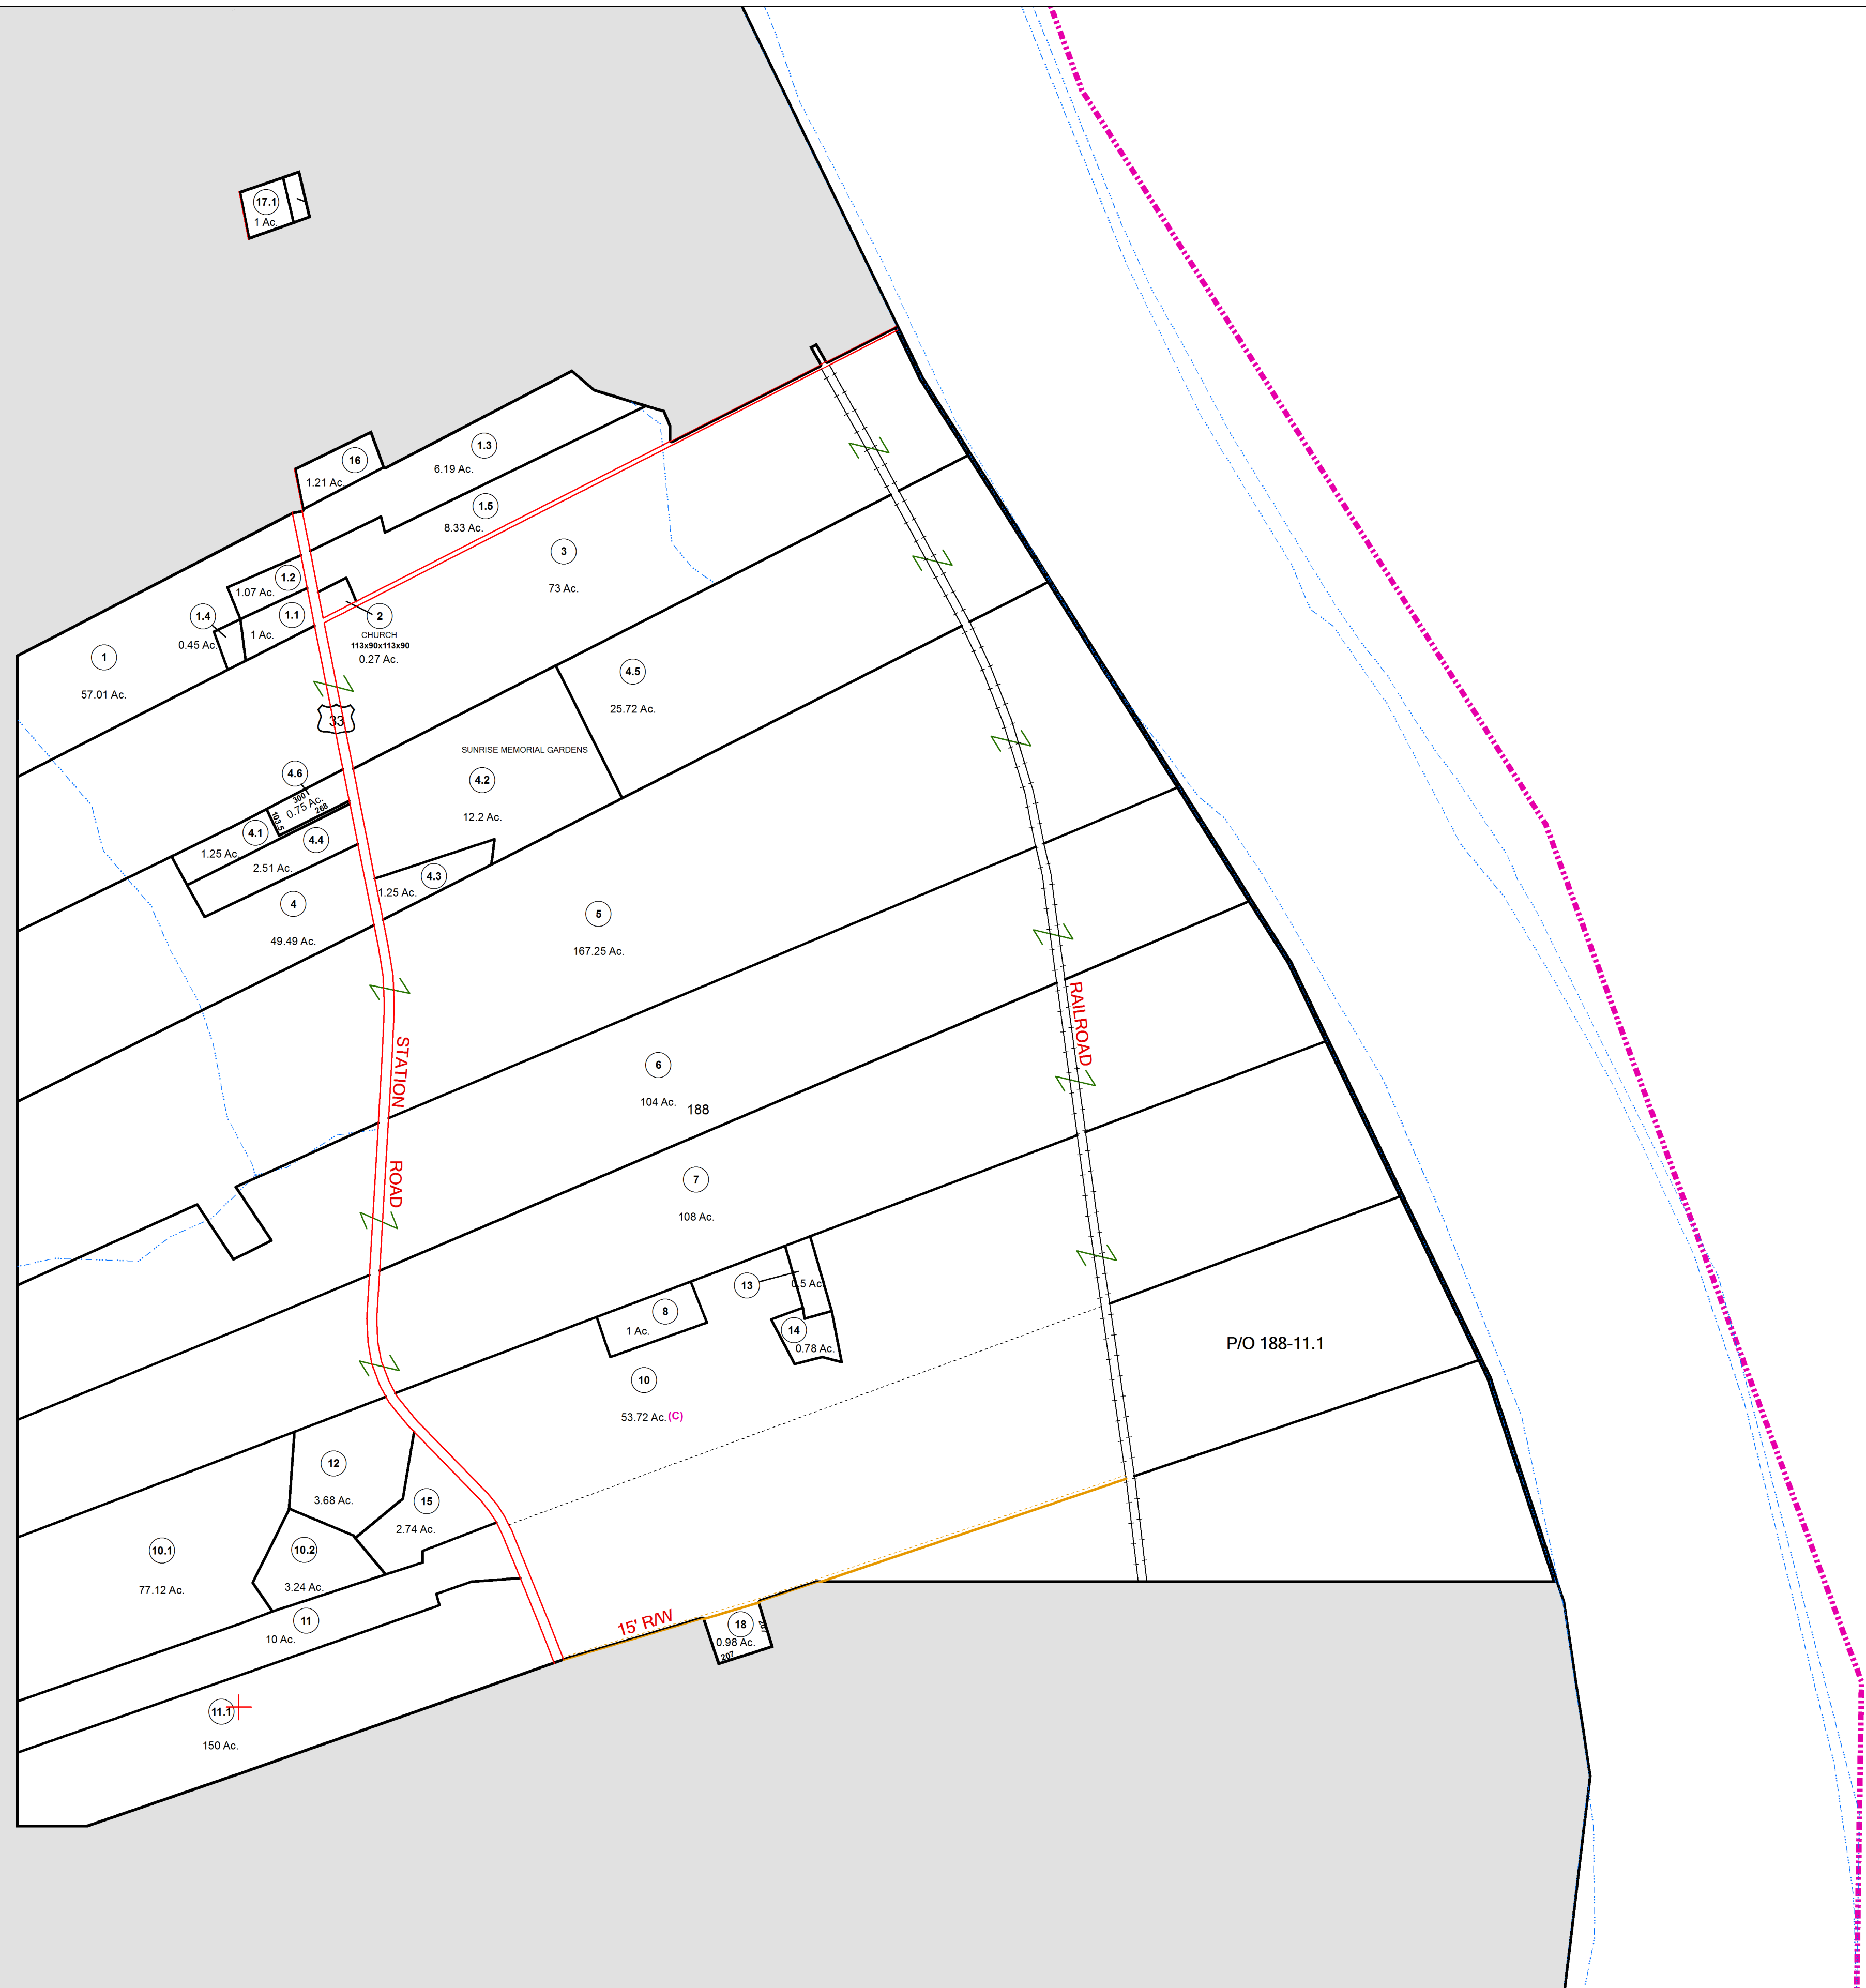 17.1
1 Ac.
1.3
6.19 Ac.
16
1.21 Ac.
1.5
8.33 Ac.
3
73 Ac.
1.2
1.07 Ac.
1.1
1 Ac.
1.4
0.45 Ac.
2
CHURCH
113x90x113x90
0.27 Ac.
1
57.01 Ac.
33
4.5
25.72 Ac.
SUNRISE MEMORIAL GARDENS
4.2
12.2 Ac.
4.6
300
0.75 Ac.
268
103.5
4.1
1.25 Ac.
4.4
2.51 Ac.
4.3
1.25 Ac.
4
49.49 Ac.
5
167.25 Ac.
STATION
ROAD
RAILROAD
6
104 Ac.
188
7
108 Ac.
13
0.5 Ac.
8
1 Ac.
14
0.78 Ac.
P/O 188-11.1
10
53.72 Ac. (C)
12
3.68 Ac.
15
2.74 Ac.
10.1
77.12 Ac.
10.2
3.24 Ac.
11
10 Ac.
15' R/W
18
0.98 Ac.
207
207
11.1
150 Ac.